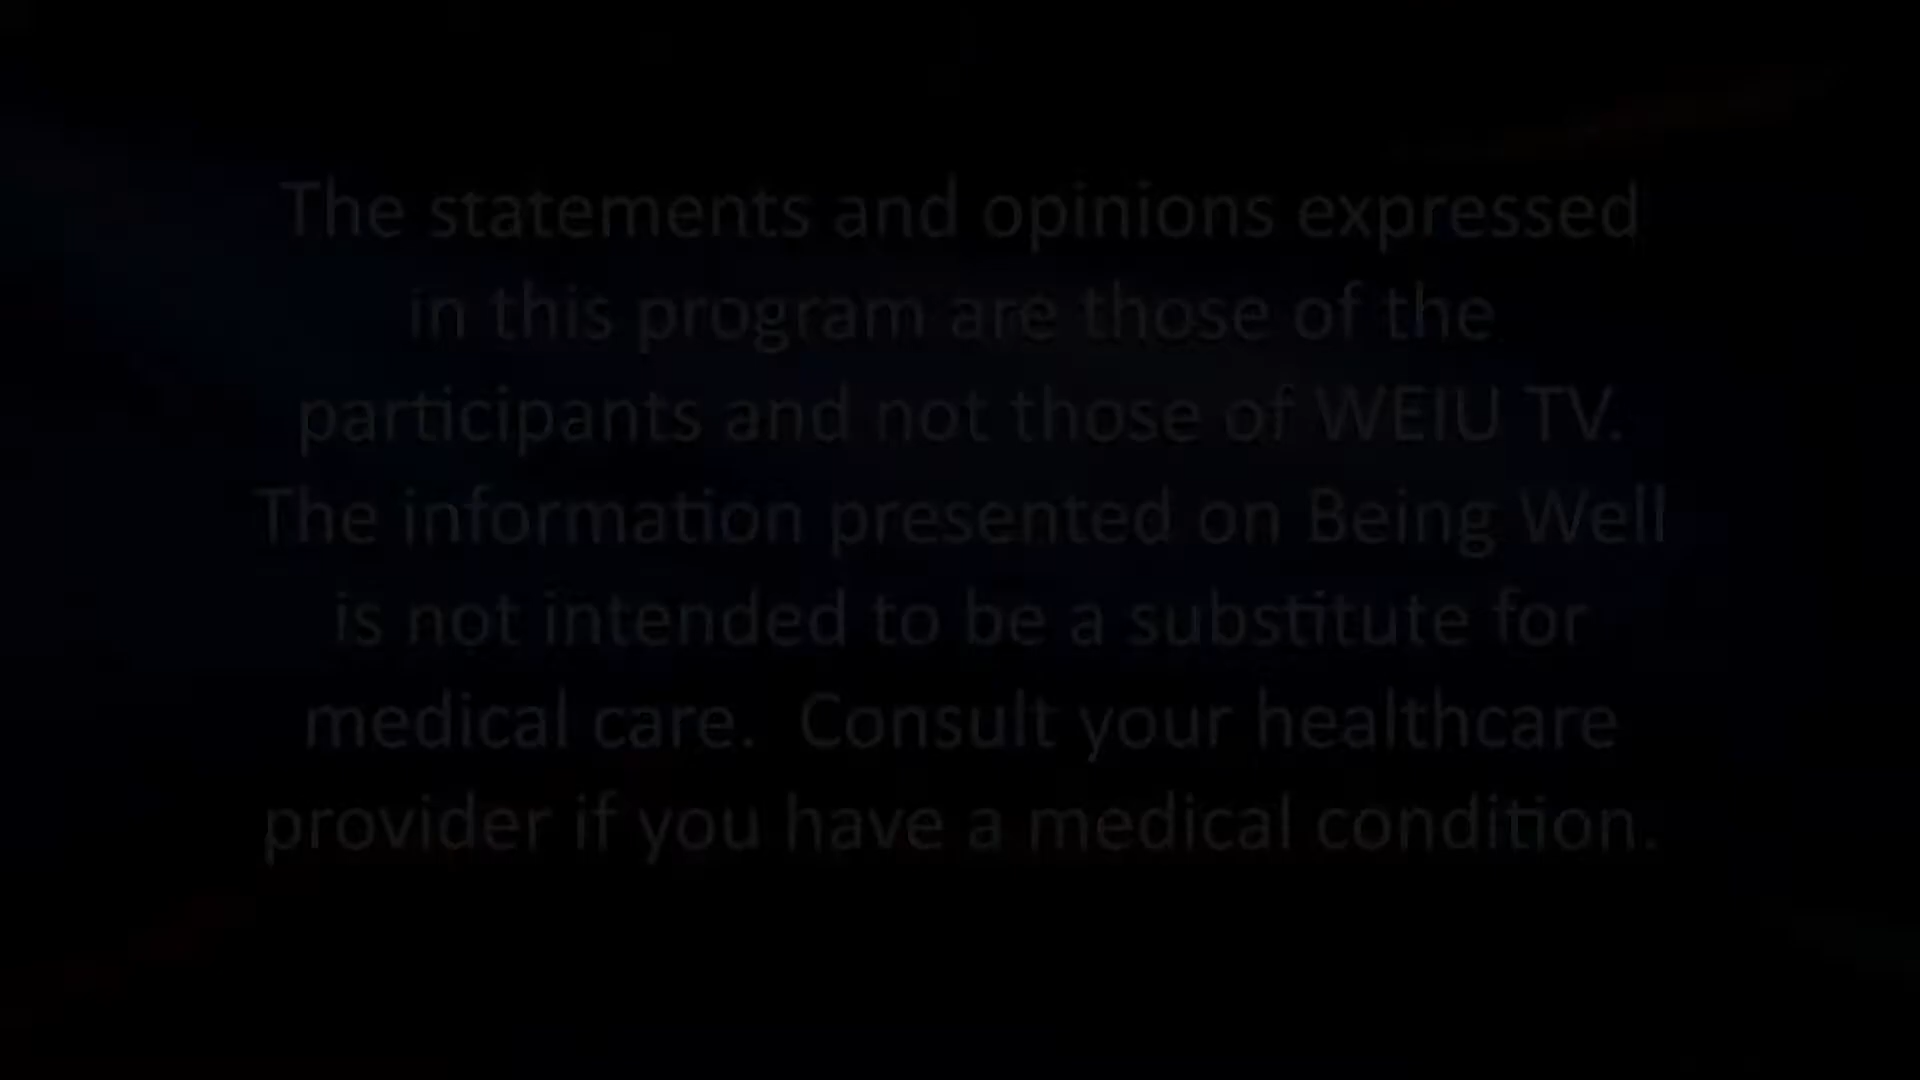 The statements and opinions expressed
in this program are those of the
participants and not those of WEIU TV.
The information presented on Being Well
is not intended to be a substitute for
medical care.  Consult your healthcare
provider if you have a medical condition.